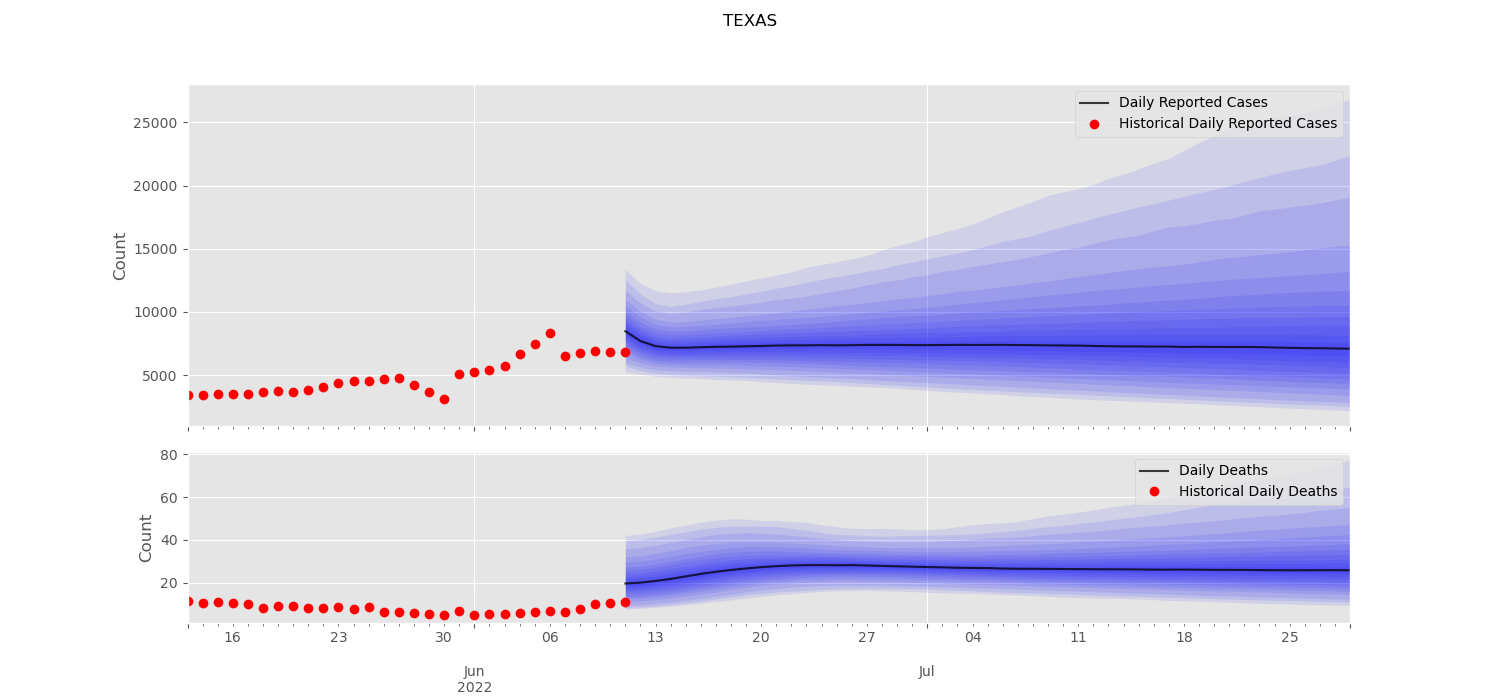 TEXAS
Daily Reported Cases
Historical Daily Reported Cases
25000
20000
15000
10000
5000
Count
Daily Deaths
Historical Daily Deaths
80
60
40
20
Count
16 23 30 06 13 20 27 04 11 18 25
Jun Jul
2022